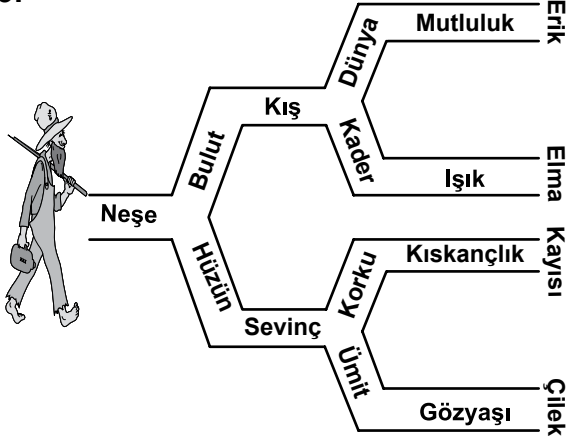 Neşe
Bulut
Kış
Dünya
Mutluluk
Erik
Kader
Işık
Elma
Hüzün
Sevinç
Korku
Kıskançlık
Kayısı
Ümit
Gözyaşı
Çilek